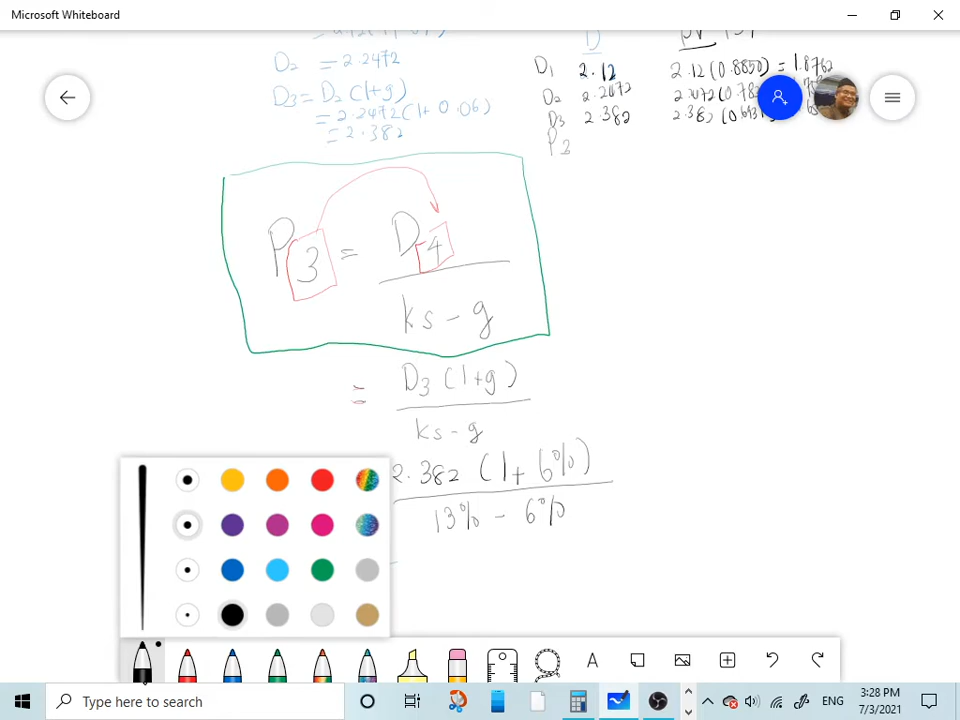 Microsoft Whiteboard
D₂ = 2.2472
D₃ = D₂ (1+g)
= 2.2472 (1 + 0.06)
= 2.382
D
D₁ 2.12 2.12 (0.8850) = 1.8762
D₂ 2.2472
D₃ 2.382 2.382
P₃ = D₄
ks - g
= D₃ (1+g)
ks - g
2.382 (1 + 6%)
13% - 6%
A
Type here to search
ENG
3:28 PM
7/3/2021